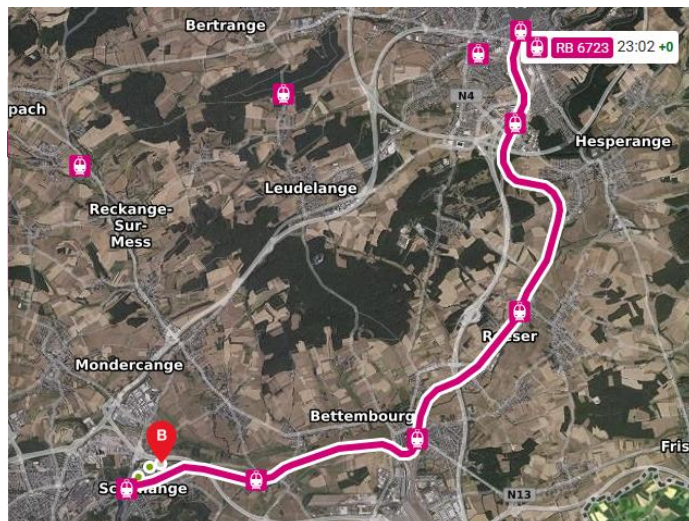 Bertrange
RB 6723 23:02 +0
N4
pach
Hesperange
Leudelange
Reckange-
Sur-
Mess
Mondercange
Bettembourg
B
Fris
N13